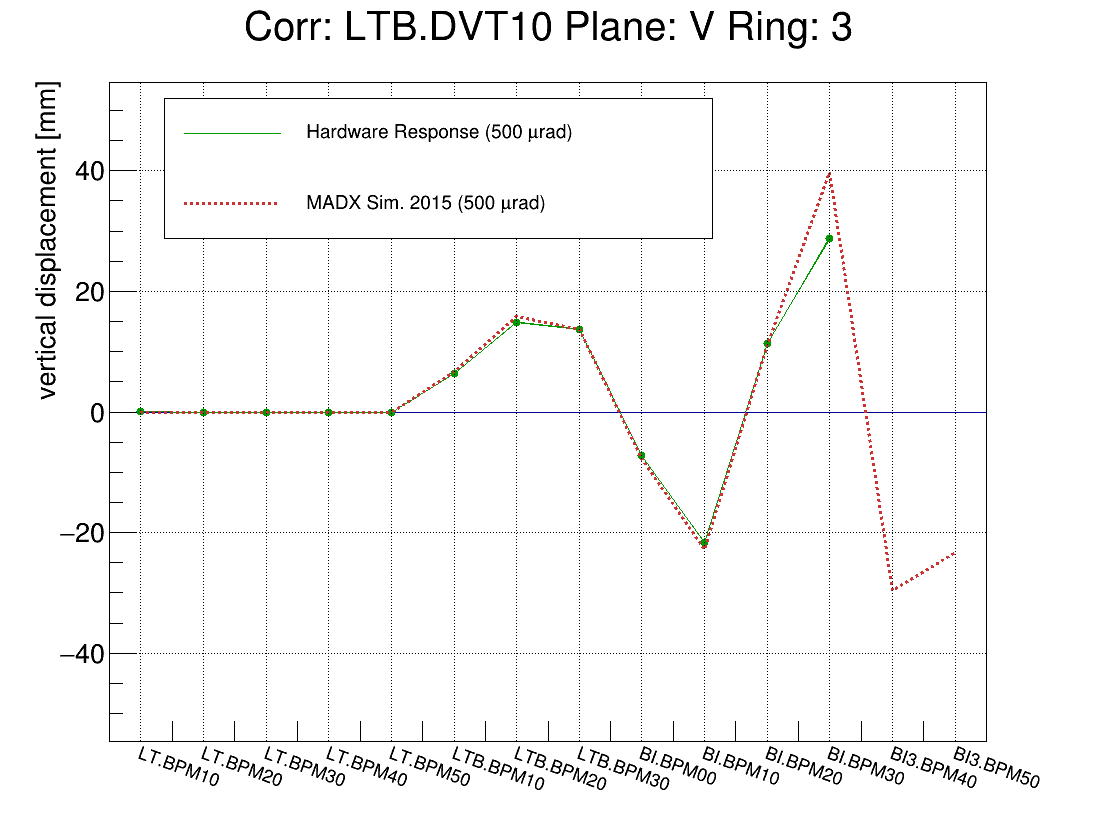 Corr: LTB.DVT10 Plane: V Ring: 3
vertical displacement [mm]
Hardware Response (500 μrad)
MADX Sim. 2015 (500 μrad)
40
20
0
−20
−40
LT.BPM10
LT.BPM20
LT.BPM30
LT.BPM40
LT.BPM50
LTB.BPM10
LTB.BPM20
LTB.BPM30
BI.BPM00
BI.BPM10
BI.BPM20
BI.BPM30
BI3.BPM40
BI3.BPM50